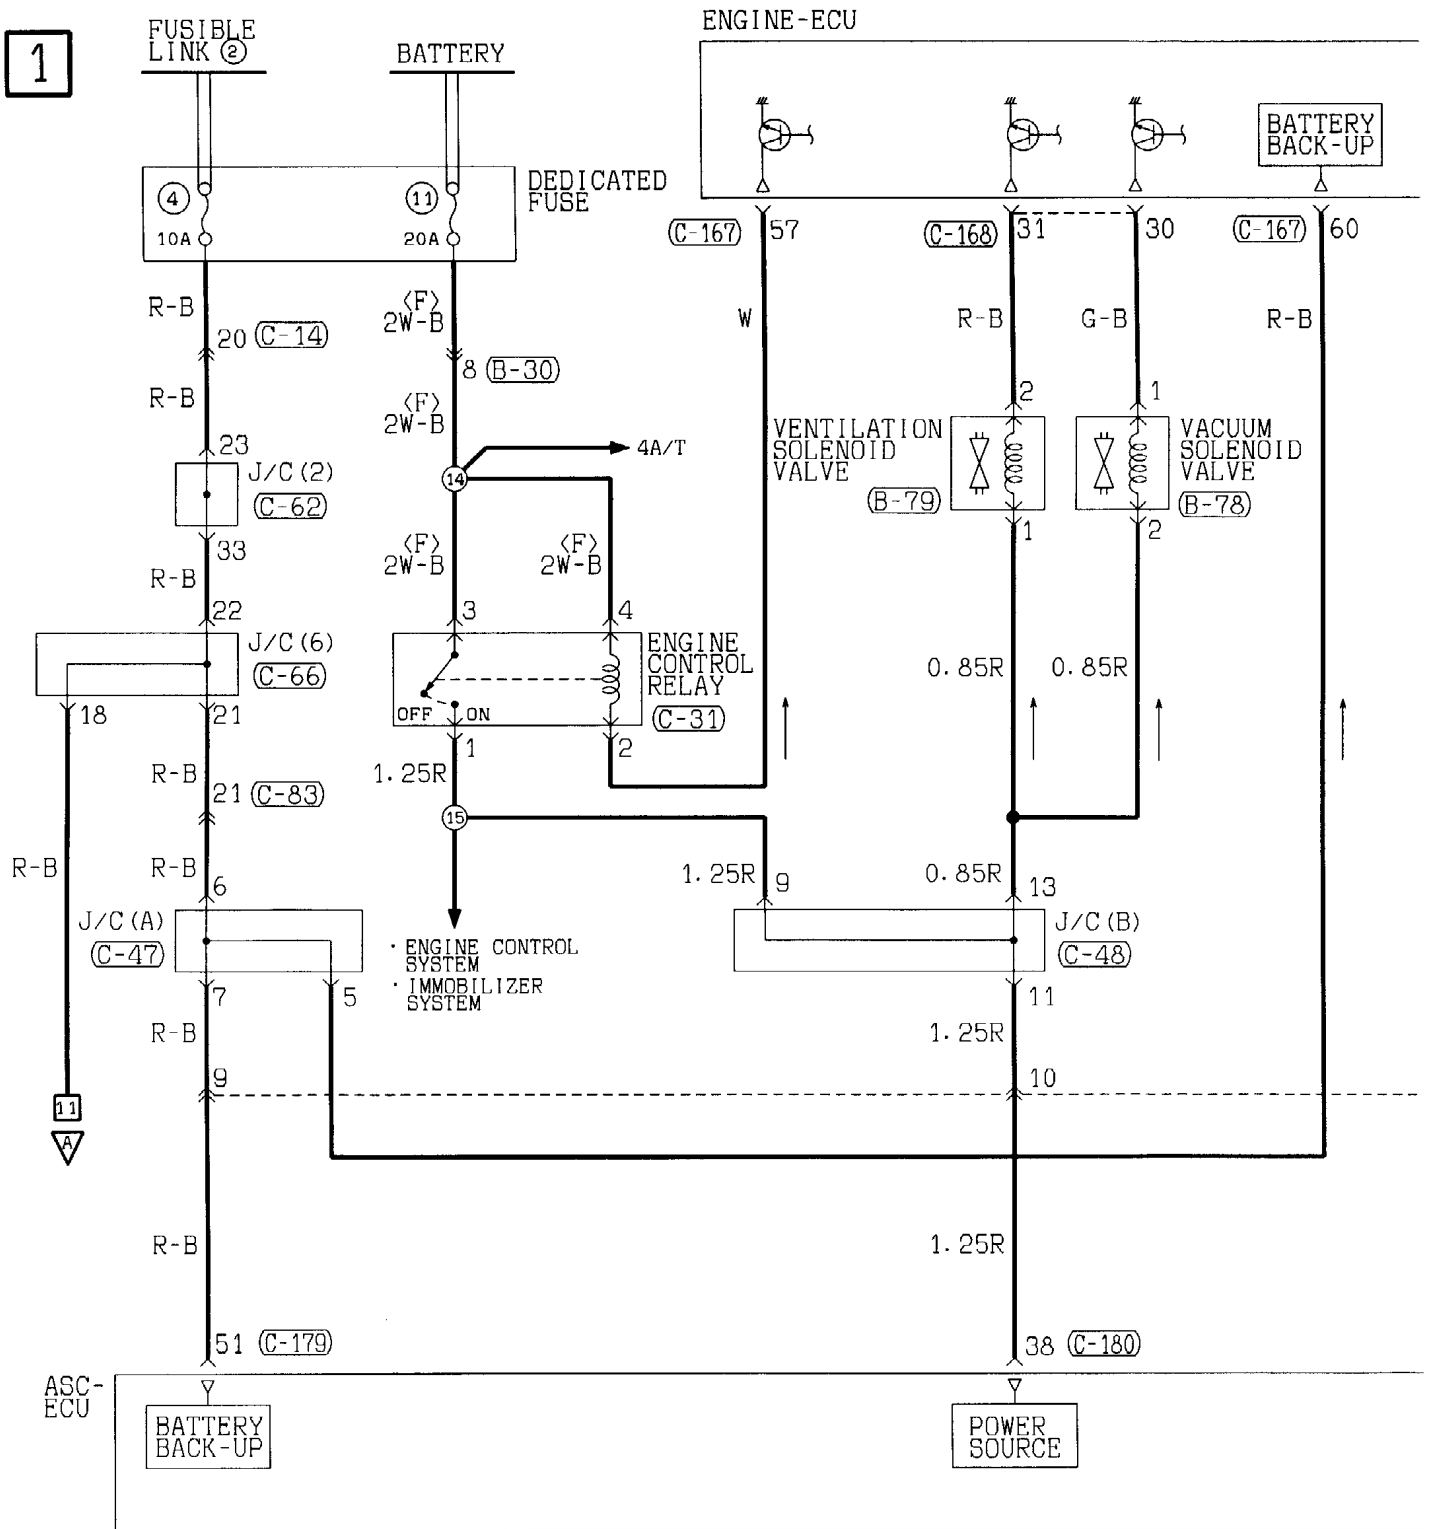 1
FUSIBLE
LINK ②
BATTERY
ENGINE-ECU
BATTERY
BACK-UP
④
10A
⑪
20A
DEDICATED
FUSE
C-167
57
C-168
31
30
C-167
60
R-B
<F>
2W-B
W
R-B
G-B
R-B
20
C-14
8
B-30
R-B
<F>
2W-B
2
1
23
J/C(2)
C-62
⑭
4A/T
VENTILATION
SOLENOID
VALVE
B-79
VACUUM
SOLENOID
VALVE
B-78
33
1
2
R-B
<F>
2W-B
<F>
2W-B
22
3
4
J/C(6)
C-66
ENGINE
CONTROL
RELAY
C-31
0.85R
0.85R
OFF
ON
18
21
1
2
R-B
1.25R
21
C-83
⑮
R-B
R-B
6
1.25R
9
0.85R
13
J/C(A)
C-47
J/C(B)
C-48
· ENGINE CONTROL
SYSTEM
· IMMOBILIZER
SYSTEM
7
5
11
R-B
1.25R
9
10
11
A
R-B
1.25R
51
C-179
38
C-180
ASC-
ECU
BATTERY
BACK-UP
POWER
SOURCE